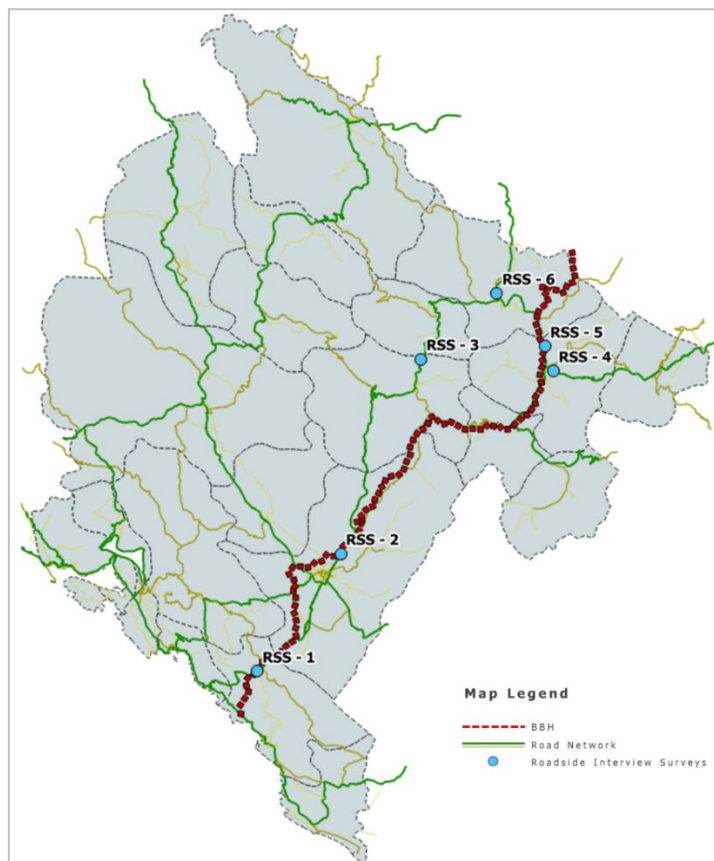 RSS - 6
RSS - 5
RSS - 3
RSS - 4
RSS - 2
RSS - 1
Map Legend
BBH
Road Network
Roadside Interview Surveys